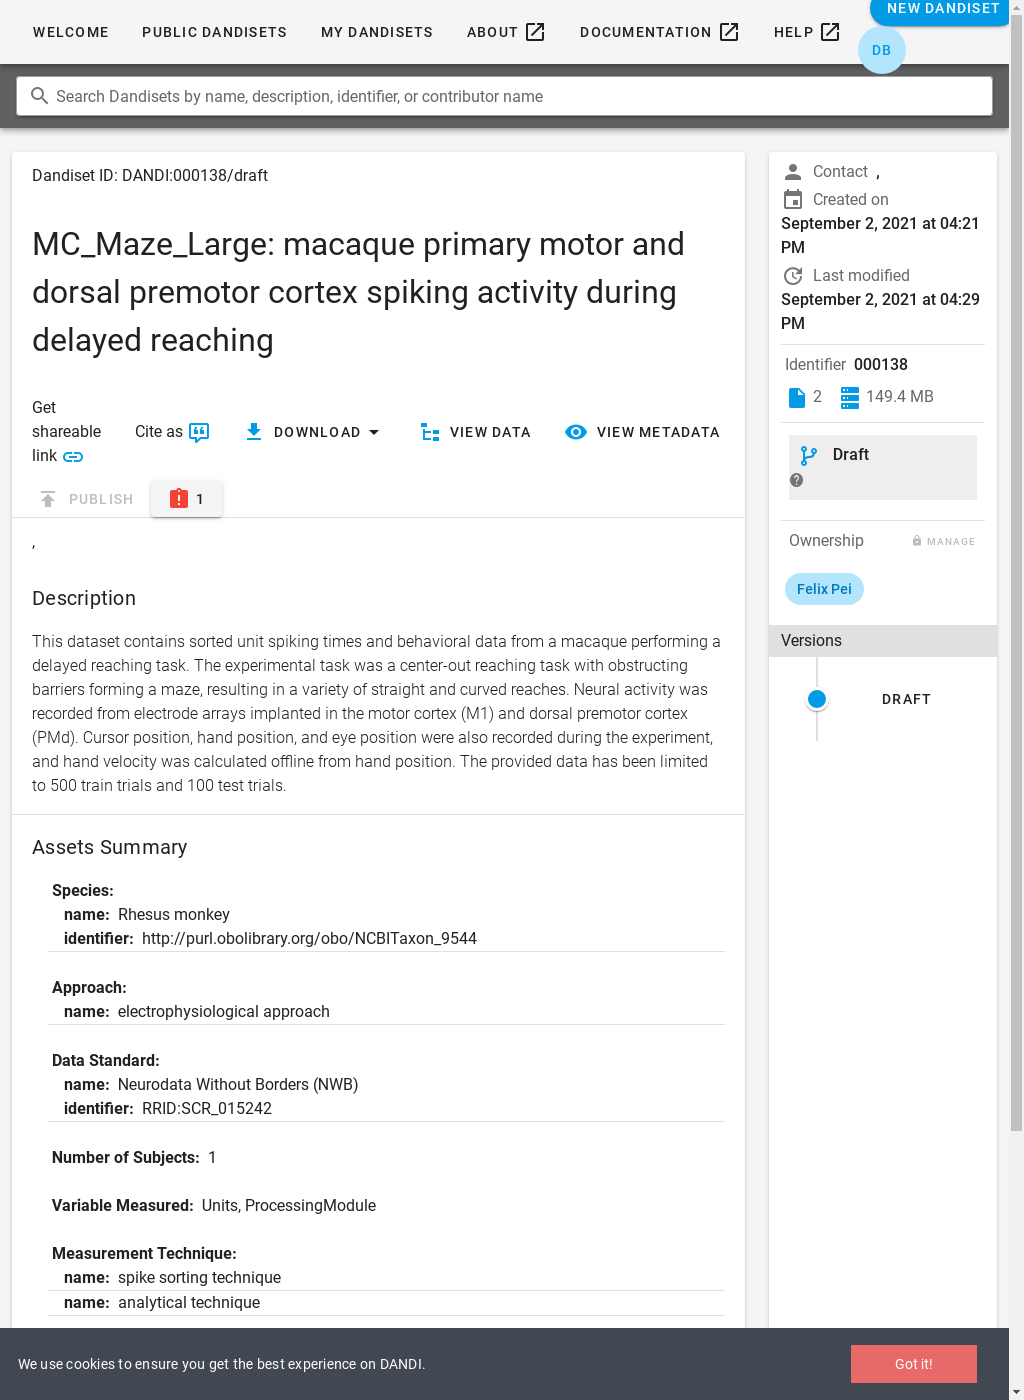 WELCOME
PUBLIC DANDISETS
MY DANDISETS
ABOUT
DOCUMENTATION
HELP
NEW DANDISET
DB
Search Dandisets by name, description, identifier, or contributor name
Dandiset ID: DANDI:000138/draft
MC_Maze_Large: macaque primary motor and
dorsal premotor cortex spiking activity during
delayed reaching
Get
shareable
link
Cite as
DOWNLOAD
VIEW DATA
VIEW METADATA
PUBLISH
1
,
Description
This dataset contains sorted unit spiking times and behavioral data from a macaque performing a
delayed reaching task. The experimental task was a center-out reaching task with obstructing
barriers forming a maze, resulting in a variety of straight and curved reaches. Neural activity was
recorded from electrode arrays implanted in the motor cortex (M1) and dorsal premotor cortex
(PMd). Cursor position, hand position, and eye position were also recorded during the experiment,
and hand velocity was calculated offline from hand position. The provided data has been limited
to 500 train trials and 100 test trials.
Assets Summary
Species:
name: Rhesus monkey
identifier: http://purl.obolibrary.org/obo/NCBITaxon_9544
Approach:
name: electrophysiological approach
Data Standard:
name: Neurodata Without Borders (NWB)
identifier: RRID:SCR_015242
Number of Subjects: 1
Variable Measured: Units, ProcessingModule
Measurement Technique:
name: spike sorting technique
name: analytical technique
Contact ,
Created on
September 2, 2021 at 04:21
PM
Last modified
September 2, 2021 at 04:29
PM
Identifier 000138
2
149.4 MB
Draft
Ownership
MANAGE
Felix Pei
Versions
DRAFT
We use cookies to ensure you get the best experience on DANDI.
Got it!